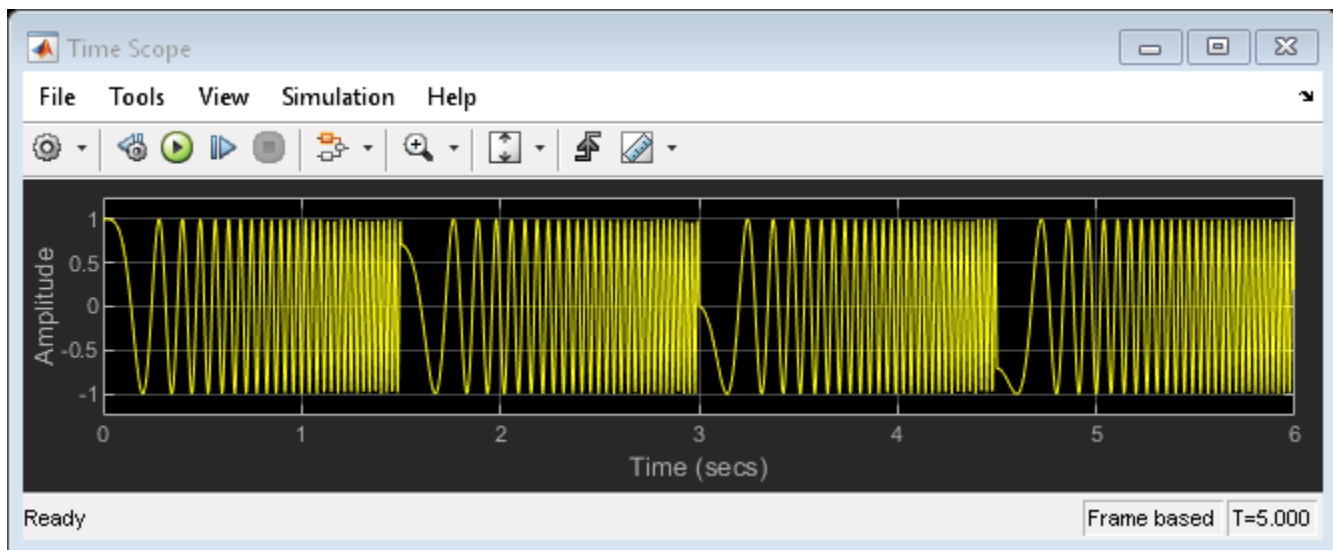 Time Scope
File Tools View Simulation Help
1
0.5
0
-0.5
-1
Amplitude
0 1 2 3 4 5 6
Time (secs)
Ready Frame based T=5.000